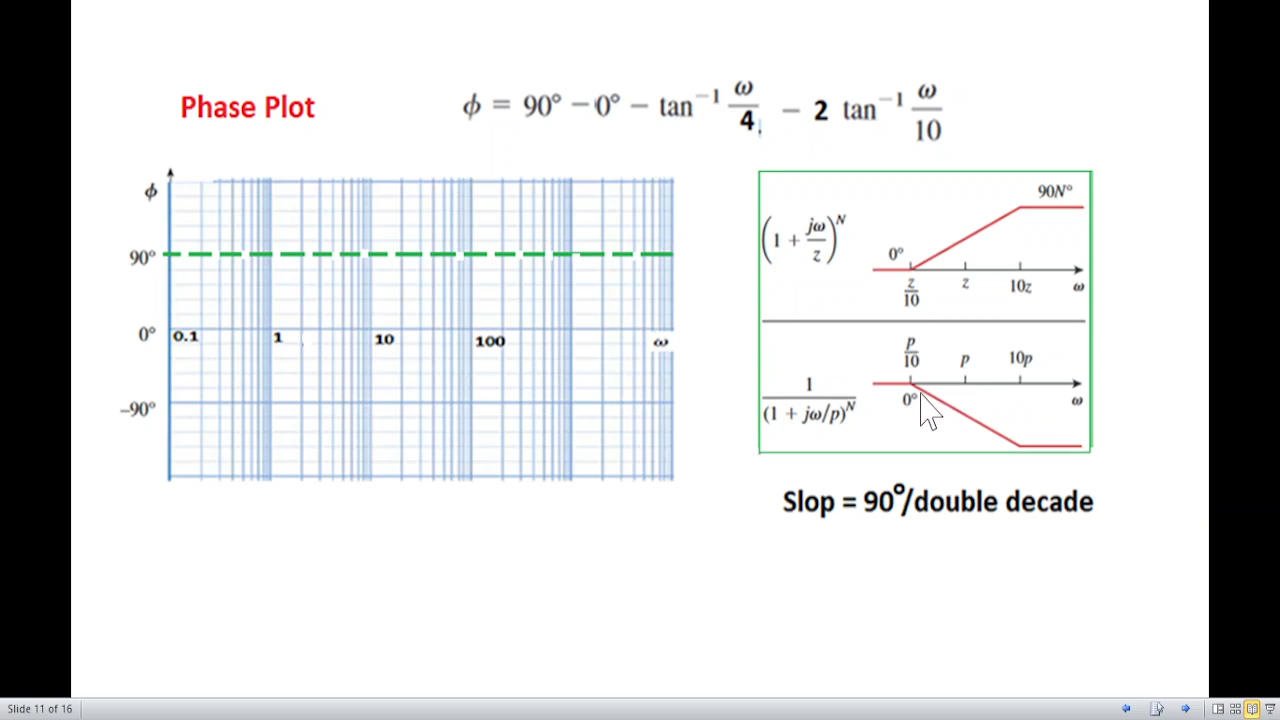 Phase Plot
ϕ = 90° − 0° − tan⁻¹ ω/4 − 2 tan⁻¹ ω/10
ϕ
90°
0°
0.1 1 10 100 ω
−90°
(1 + jω/z)^N
90N°
0°
z/10 z 10z ω
p/10 p 10p
1/(1 + jω/p)^N
0°
ω
Slop = 90°/double decade
Slide 11 of 16